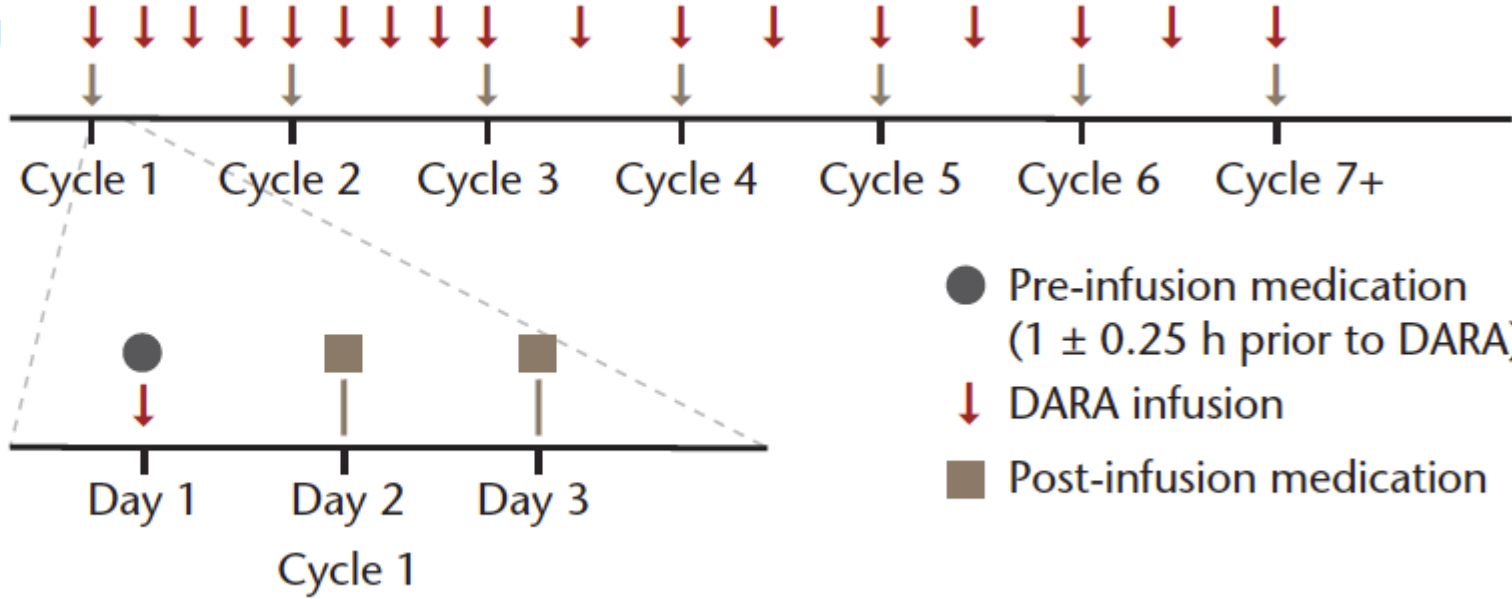 Cycle 1 Cycle 2 Cycle 3 Cycle 4 Cycle 5 Cycle 6 Cycle 7+
Pre-infusion medication
(1 ± 0.25 h prior to DARA)
DARA infusion
Post-infusion medication
Day 1 Day 2 Day 3
Cycle 1